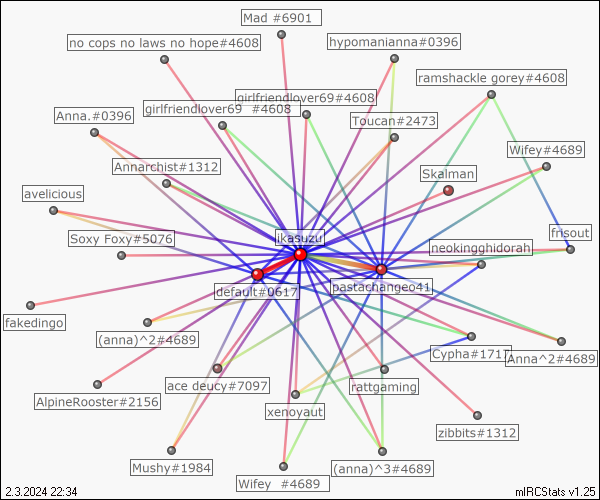 Mad #6901
no cops no laws no hope#4608
hypomanianna#0396
ramshackle gorey#4608
girlfriendlover69#4608
girlfriendlover69 #4608
Anna.#0396
Toucan#2473
Wifey#4689
Annarchist#1312
Skalman
avelicious
frisout
Soxy Foxy#5076
ikasuzu
neokingghidorah
default#0617
pastachangeo41
fakedingo
(anna)^2#4689
Cypha#1717
Anna^2#4689
ace deucy#7097
rattgaming
AlpineRooster#2156
xenoyaut
zibbits#1312
Mushy#1984
(anna)^3#4689
Wifey #4689
2.3.2024 22:34
mIRCStats v1.25